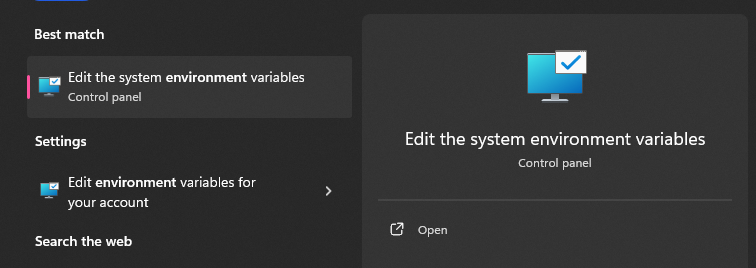 Best match
Edit the system environment variables
Control panel
Settings
Edit environment variables for
your account
Search the web
Edit the system environment variables
Control panel
Open